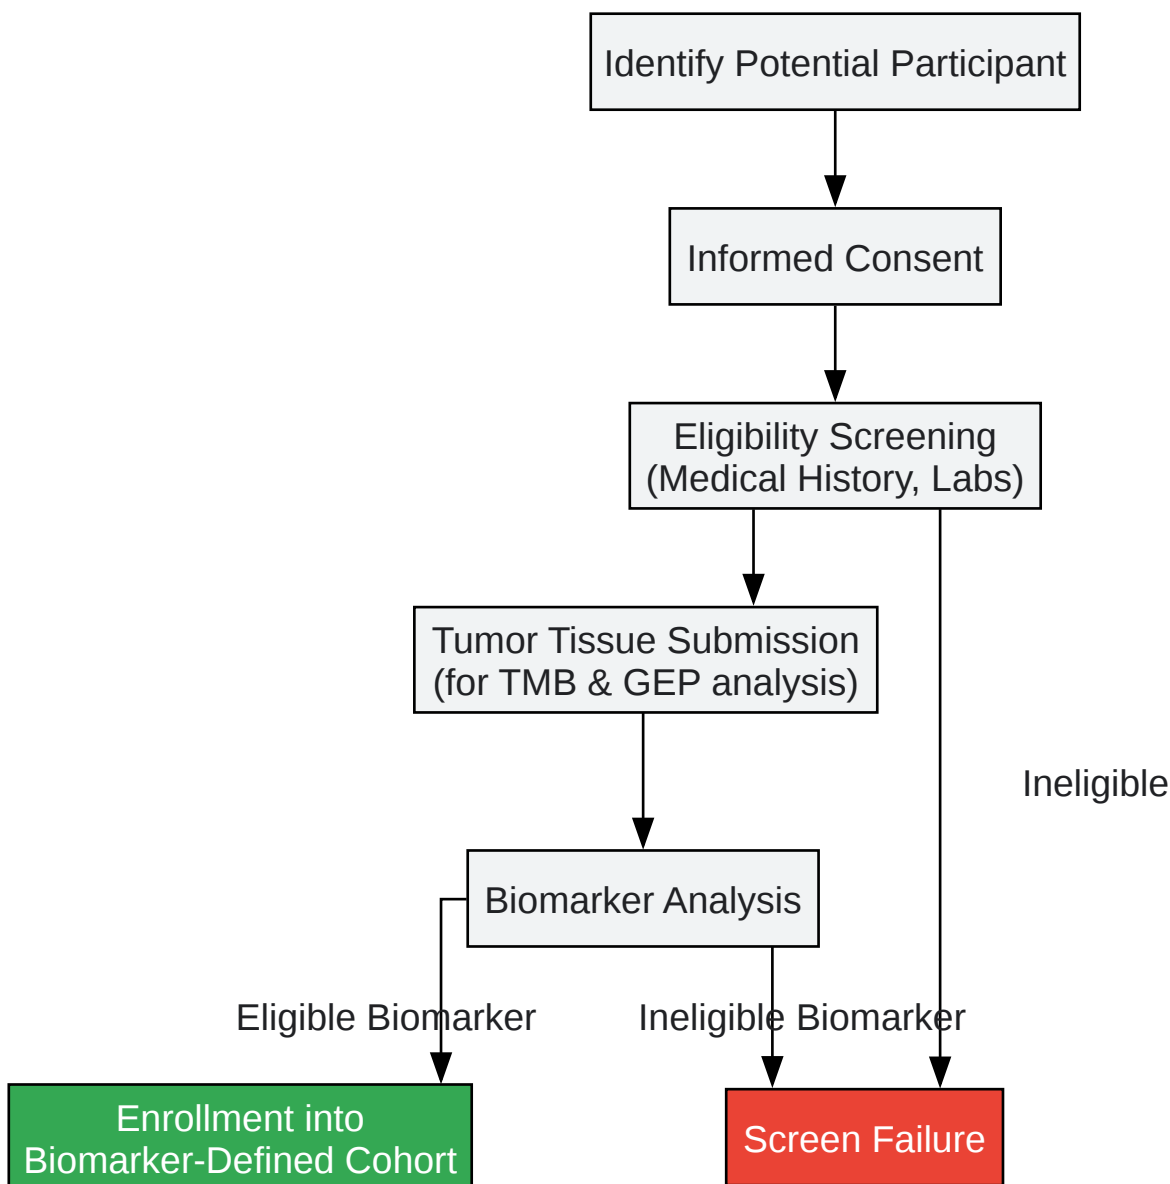 Identify Potential Participant
Informed Consent
Eligibility Screening
(Medical History, Labs)
Tumor Tissue Submission
(for TMB & GEP analysis)
Ineligible
Biomarker Analysis
Eligible Biomarker
Ineligible Biomarker
Enrollment into
Biomarker-Defined Cohort
Screen Failure